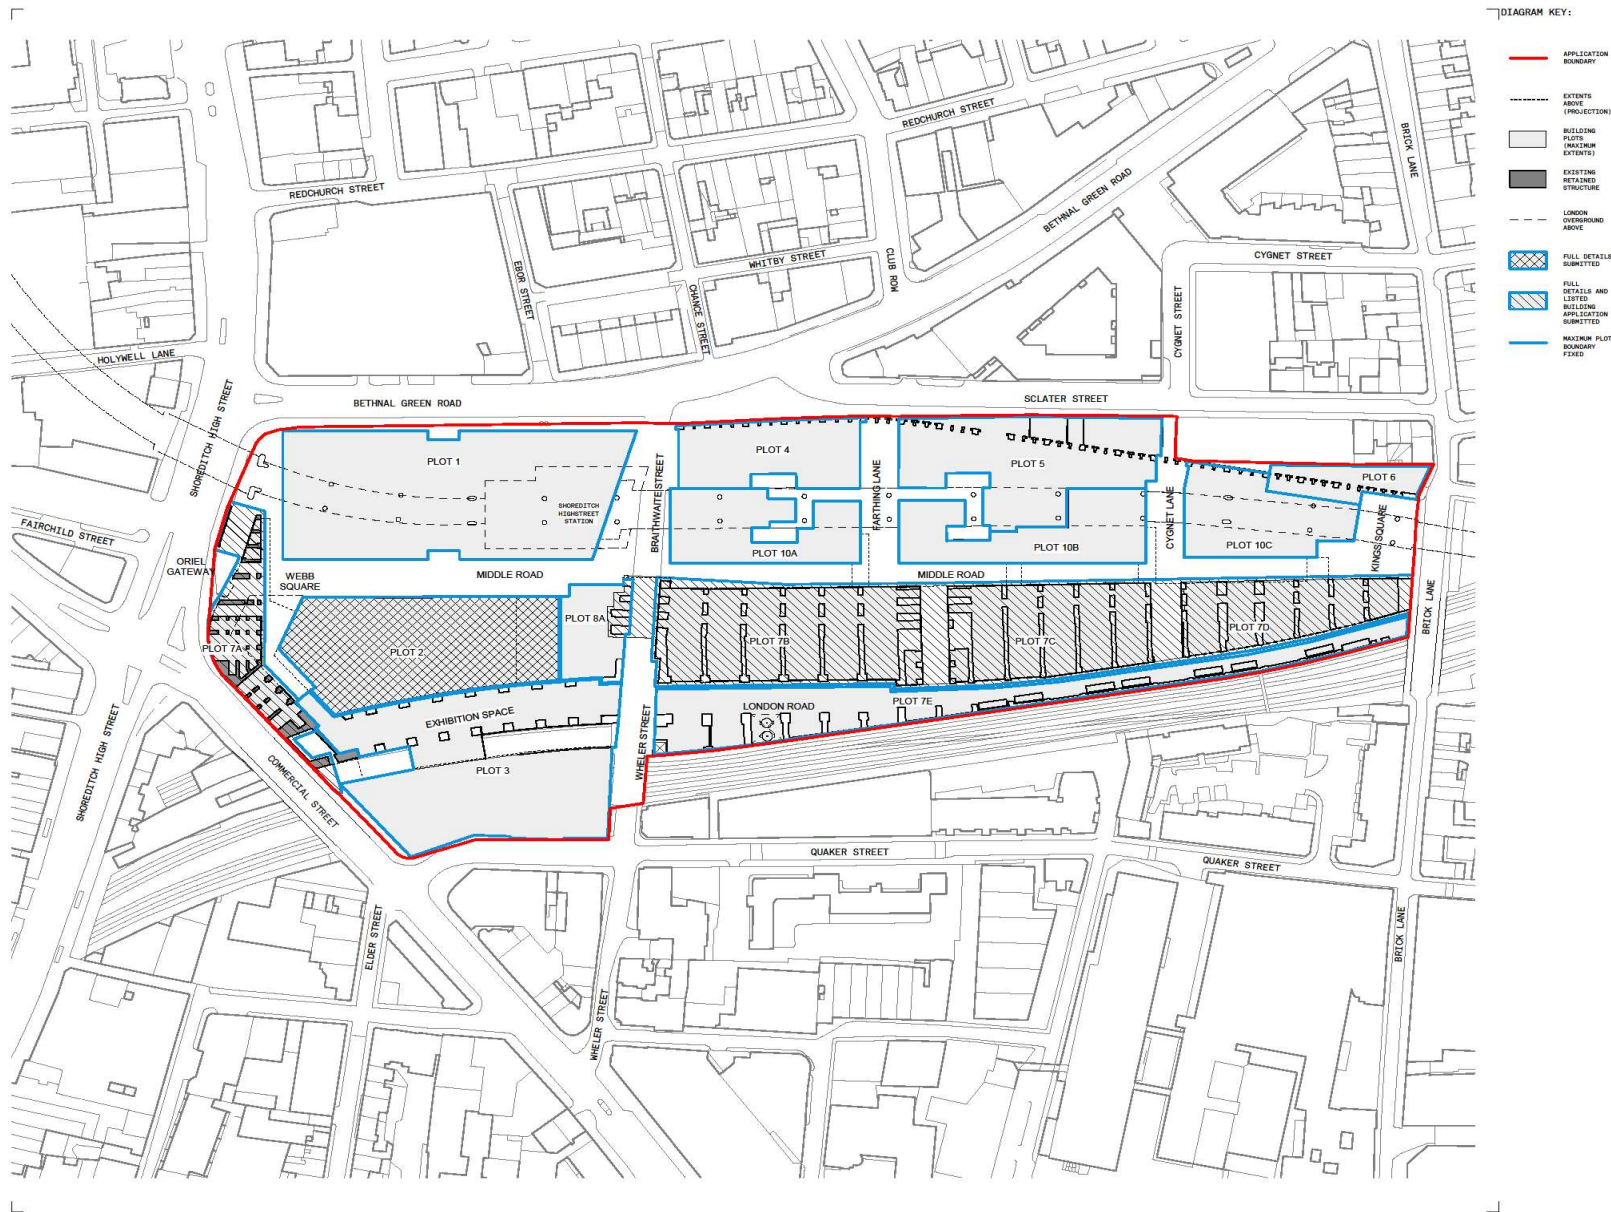 DIAGRAM KEY:
APPLICATION
BOUNDARY
EXTENTS
ABOVE
(PROJECTION)
BUILDING
PLOTS
(MAXIMUM
EXTENTS)
EXISTING
RETAINED
STRUCTURE
LONDON
OVERGROUND
ABOVE
FULL DETAILS
SUBMITTED
FULL
DETAILS AND
LISTED
BUILDING
APPLICATION
SUBMITTED
MAXIMUM PLOT
BOUNDARY
FIXED
REDCHURCH STREET
BRICK LANE
REDCHURCH STREET
BETHNAL GREEN ROAD
WHITBY STREET
CLUB ROW
CYGNET STREET
EBOR STREET
CHANCE STREET
CYGNET STREET
HOLYWELL LANE
SHOREDITCH HIGH STREET
BETHNAL GREEN ROAD
SCLATER STREET
PLOT 1
PLOT 4
PLOT 5
PLOT 6
SHOREDITCH
HIGHSTREET
STATION
BRAITHWAITE STREET
FARTHING LANE
CYGNET LANE
KINGS SQUARE
FAIRCHILD STREET
ORIEL
GATEWAY
WEBB
SQUARE
MIDDLE ROAD
PLOT 10A
PLOT 10B
PLOT 10C
MIDDLE ROAD
BRICK LANE
PLOT 8A
PLOT 7A
PLOT 2
PLOT 7B
PLOT 7C
PLOT 7D
EXHIBITION SPACE
LONDON ROAD
PLOT 7E
WHELER STREET
PLOT 3
SHOREDITCH HIGH STREET
COMMERCIAL STREET
QUAKER STREET
QUAKER STREET
ELDER STREET
BRICK LANE
WHELER STREET